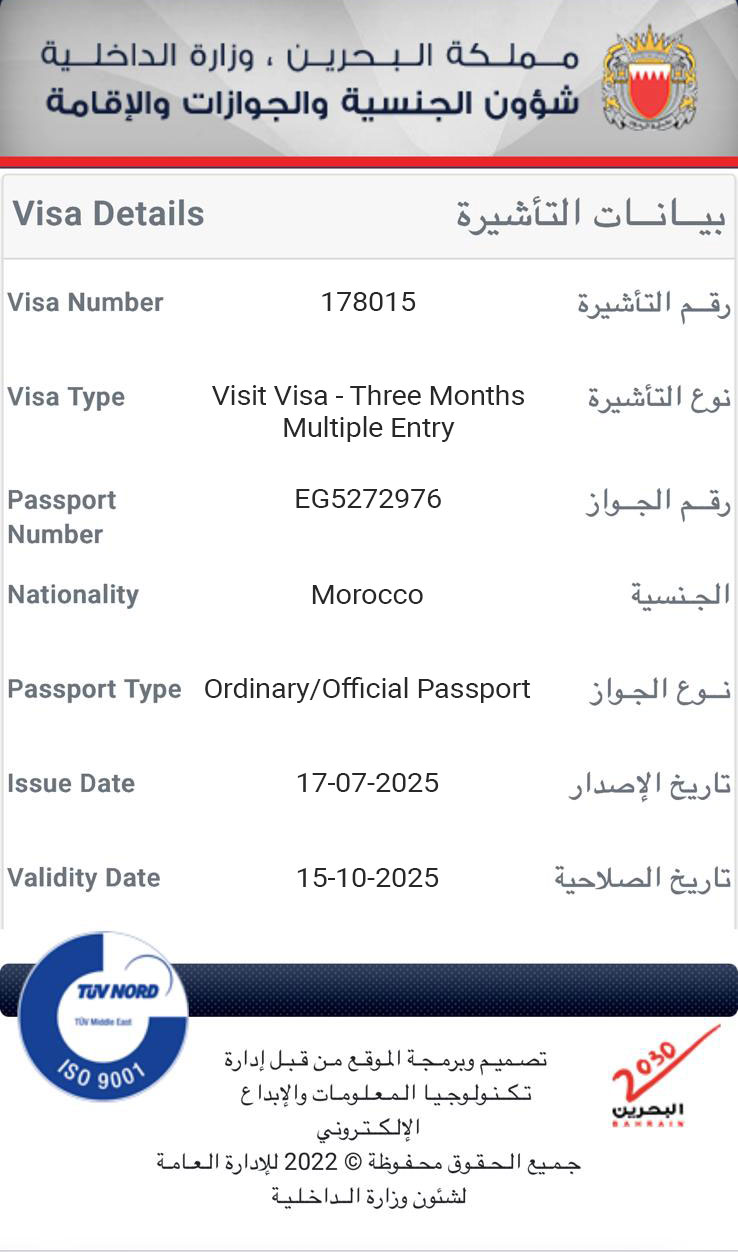 مملكة البحرين ، وزارة الداخلية
شؤون الجنسية والجوازات والإقامة
Visa Details بيانات التأشيرة
Visa Number 178015 رقم التأشيرة
Visa Type Visit Visa - Three Months نوع التأشيرة
Multiple Entry
Passport EG5272976 رقم الجواز
Number
Nationality Morocco الجنسية
Passport Type Ordinary/Official Passport نوع الجواز
Issue Date 17-07-2025 تاريخ الإصدار
Validity Date 15-10-2025 تاريخ الصلاحية
TÜV NORD
TÜV Middle East
ISO 9001
تصميم وبرمجة الموقع من قبل إدارة
تكنولوجيا المعلومات والإبداع
الإلكتروني
جميع الحقوق محفوظة © 2022 للإدارة العامة
لشئون وزارة الداخلية
2030
البحرين
BAHRAIN